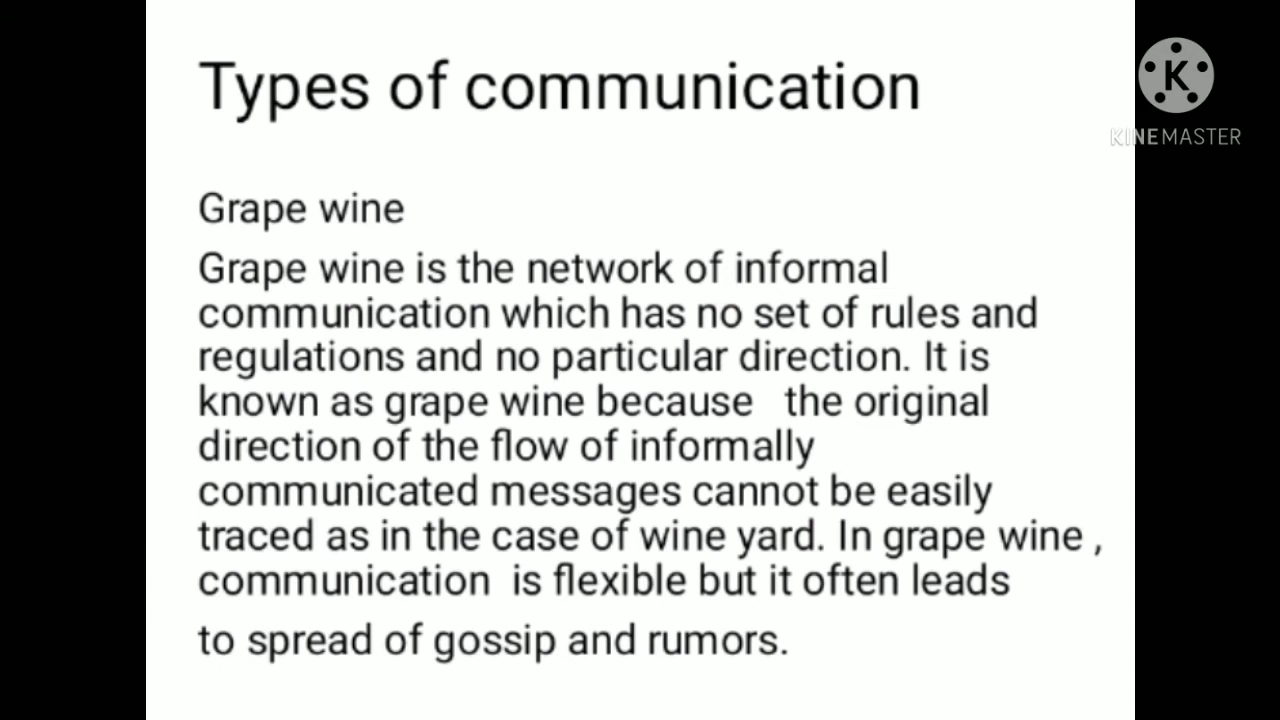 Types of communication
K
KINEMASTER
Grape wine
Grape wine is the network of informal
communication which has no set of rules and
regulations and no particular direction. It is
known as grape wine because the original
direction of the flow of informally
communicated messages cannot be easily
traced as in the case of wine yard. In grape wine ,
communication is flexible but it often leads
to spread of gossip and rumors.